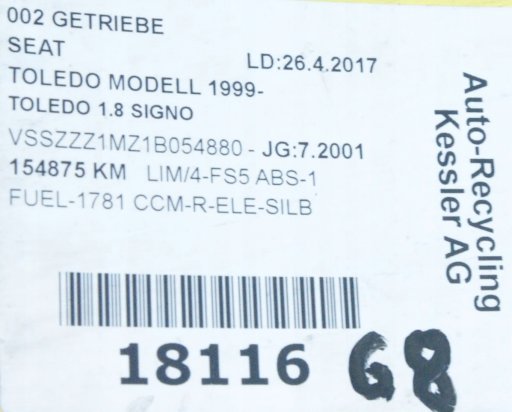 002 GETRIEBE
SEAT
LD:26.4.2017
TOLEDO MODELL 1999-
TOLEDO 1.8 SIGNO
VSSZZZ1MZ1B054880 - JG:7.2001
154875 KM LIM/4-FS5 ABS-1
FUEL-1781 CCM-R-ELE-SILB
Auto-Recycling
Kessler AG
18116
G8